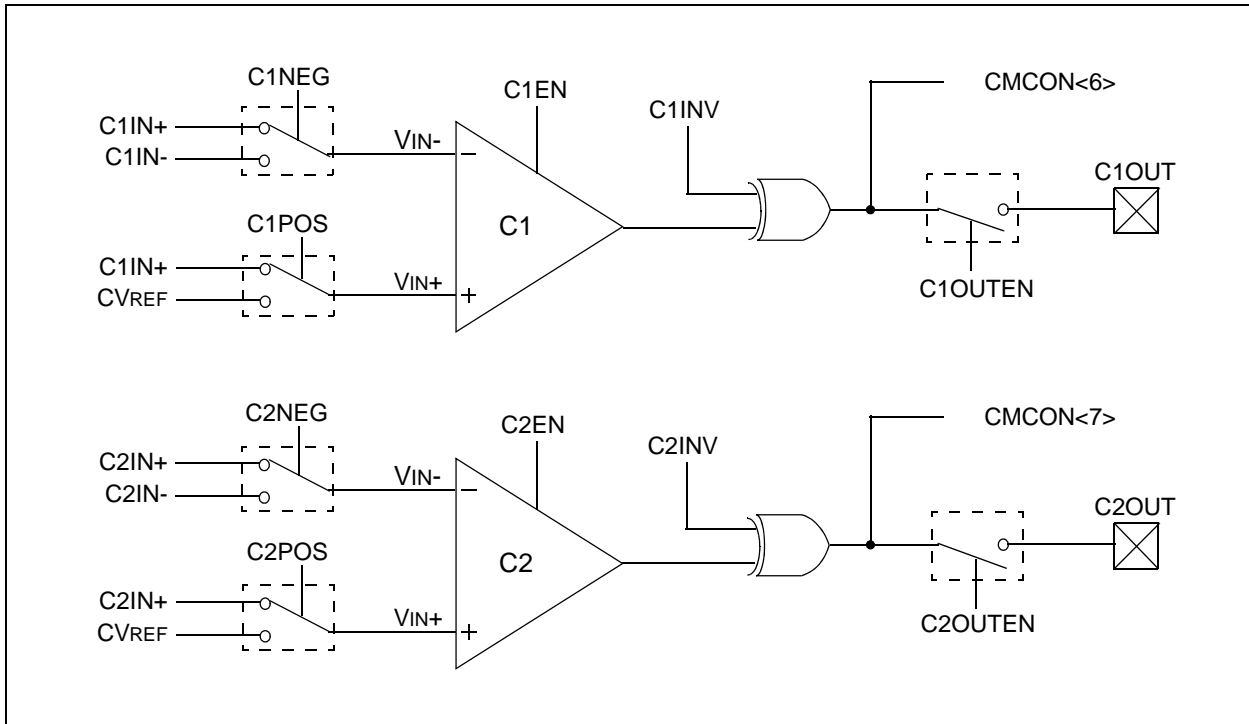 C1NEG
C1EN
CMCON<6>
C1IN+
C1IN-
VIN-
C1INV
C1OUT
C1POS
C1
C1IN+
CVREF
VIN+
C1OUTEN
C2NEG
C2EN
CMCON<7>
C2IN+
C2IN-
VIN-
C2INV
C2OUT
C2POS
C2
C2IN+
CVREF
VIN+
C2OUTEN